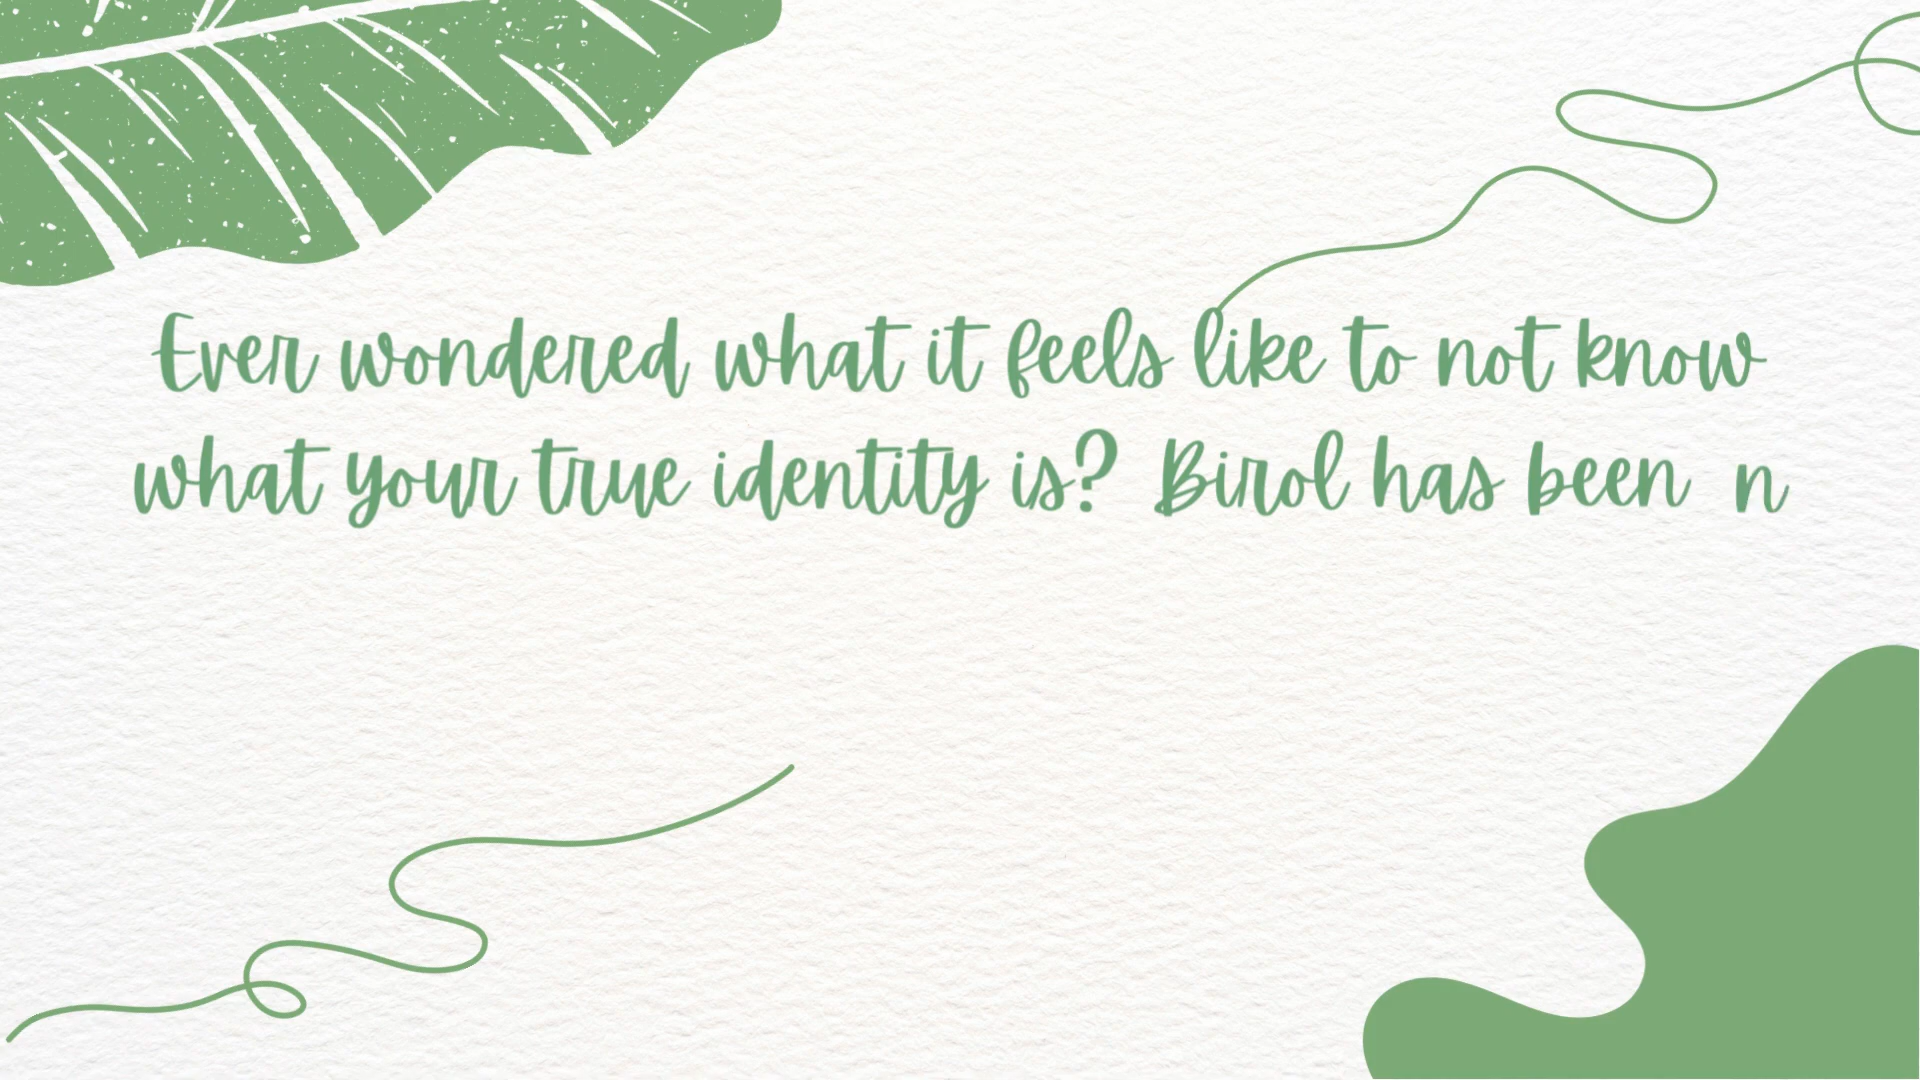 Ever wondered what it feels like to not know
what your true identity is? Birol has been n